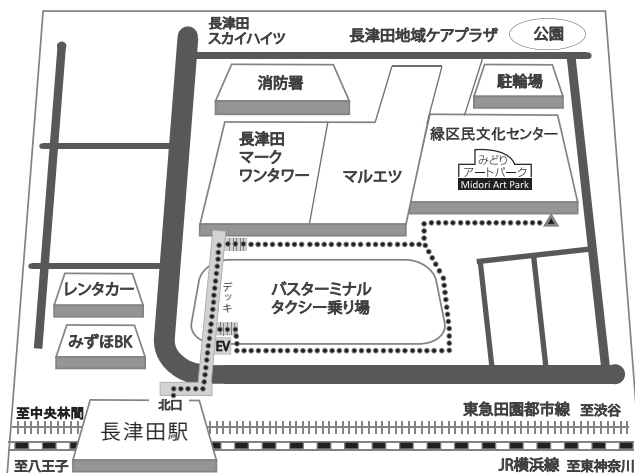 長津田
スカイハイツ
長津田地域ケアプラザ
公園
消防署
駐輪場
長津田
マーク
ワンタワー
マルエツ
緑区民文化センター
みどり
アートパーク
Midori Art Park
レンタカー
デッキ
バスターミナル
タクシー乗り場
みずほBK
EV
北口
至中央林間
東急田園都市線 至渋谷
長津田駅
至八王子
JR横浜線 至東神奈川